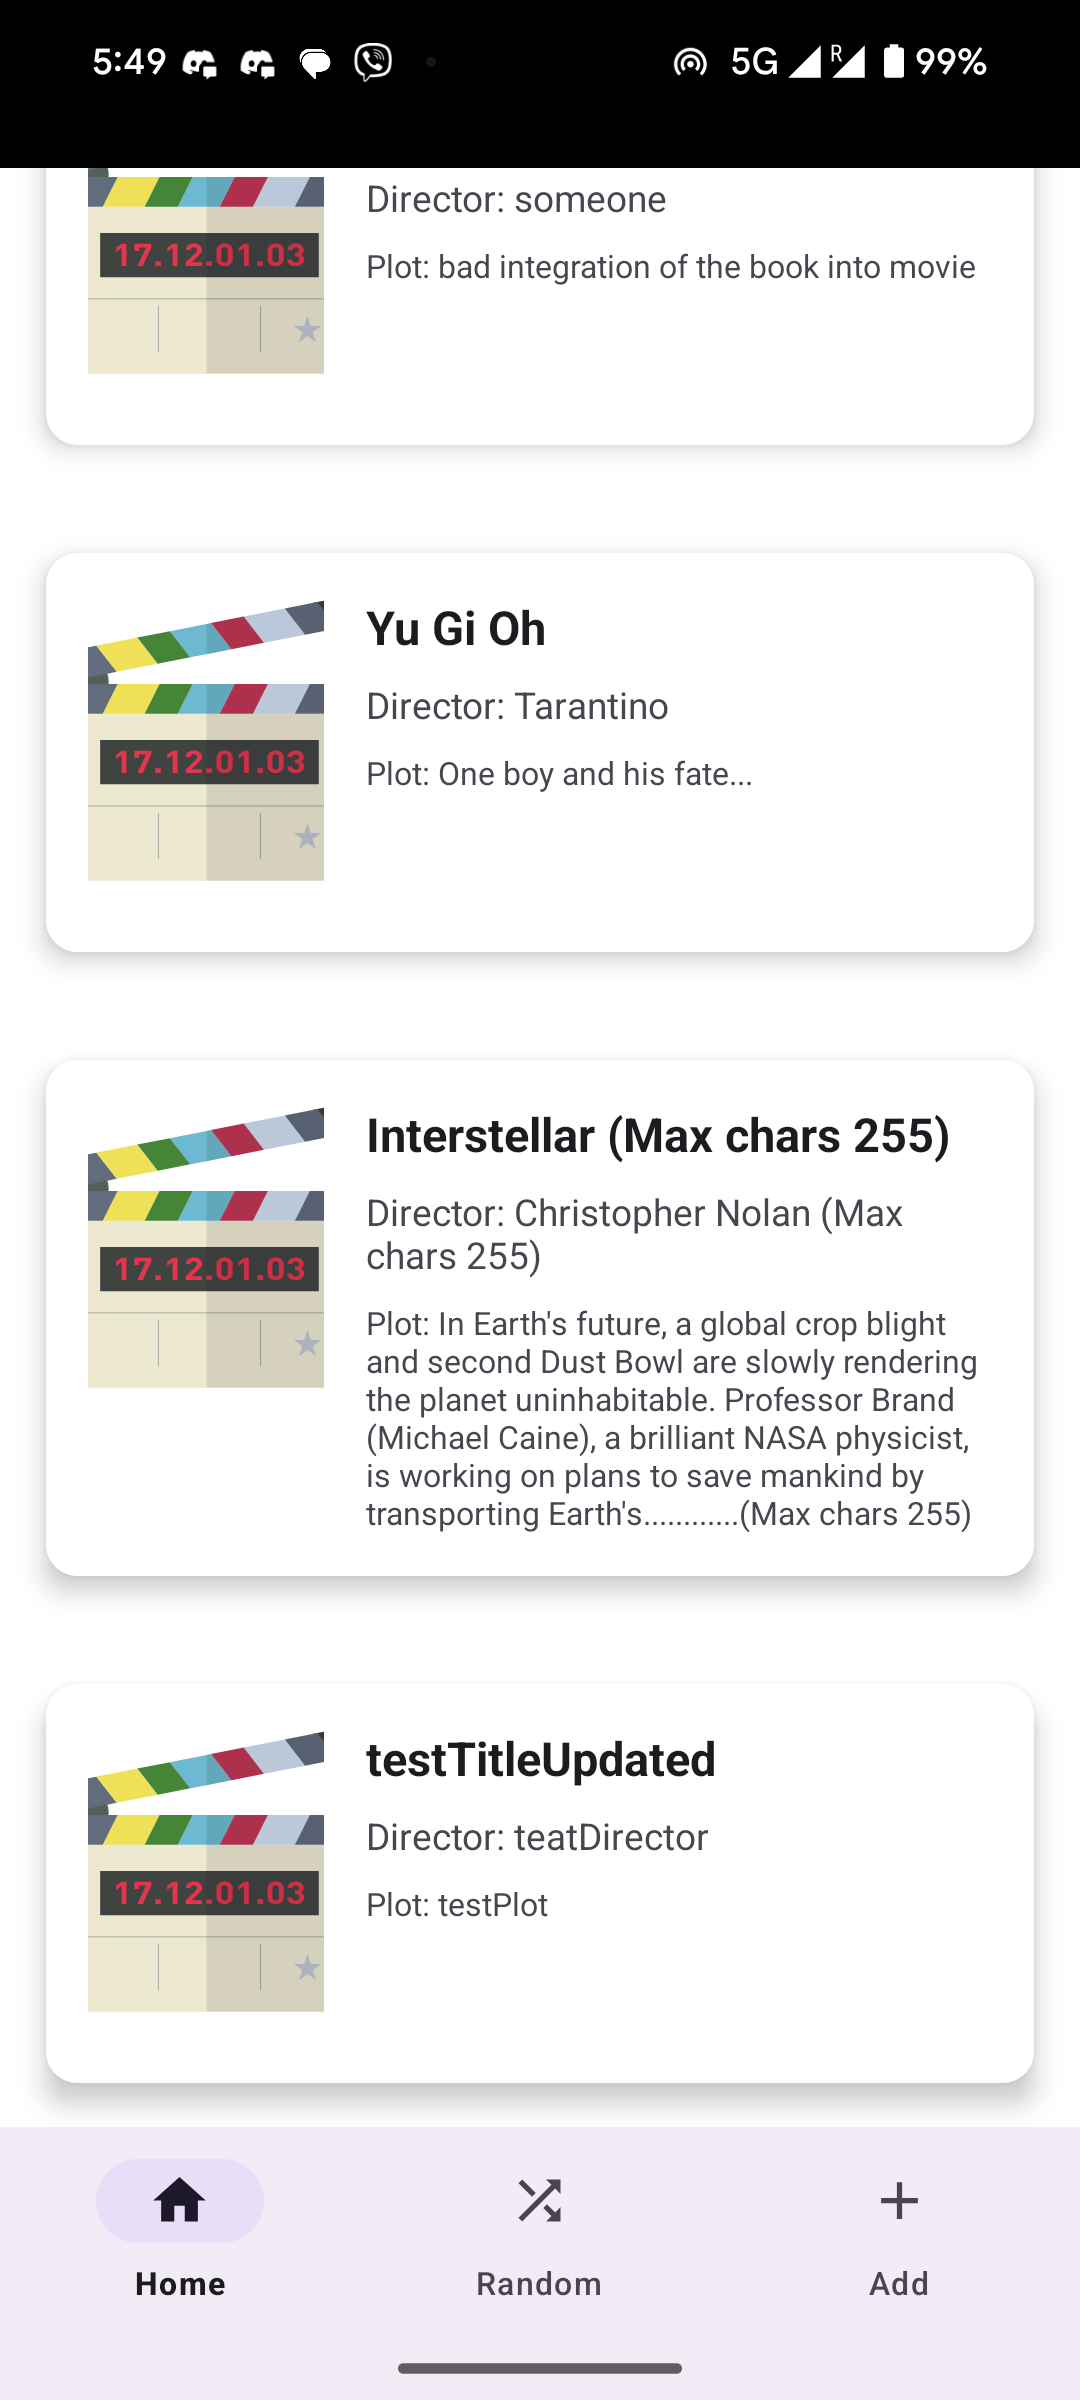 5:49 5G R 99%
Director: someone
17.12.01.03
Plot: bad integration of the book into movie
Yu Gi Oh
Director: Tarantino
17.12.01.03
Plot: One boy and his fate...
Interstellar (Max chars 255)
Director: Christopher Nolan (Max
chars 255)
17.12.01.03
Plot: In Earth's future, a global crop blight
and second Dust Bowl are slowly rendering
the planet uninhabitable. Professor Brand
(Michael Caine), a brilliant NASA physicist,
is working on plans to save mankind by
transporting Earth's............(Max chars 255)
testTitleUpdated
Director: teatDirector
17.12.01.03
Plot: testPlot
Home Random Add